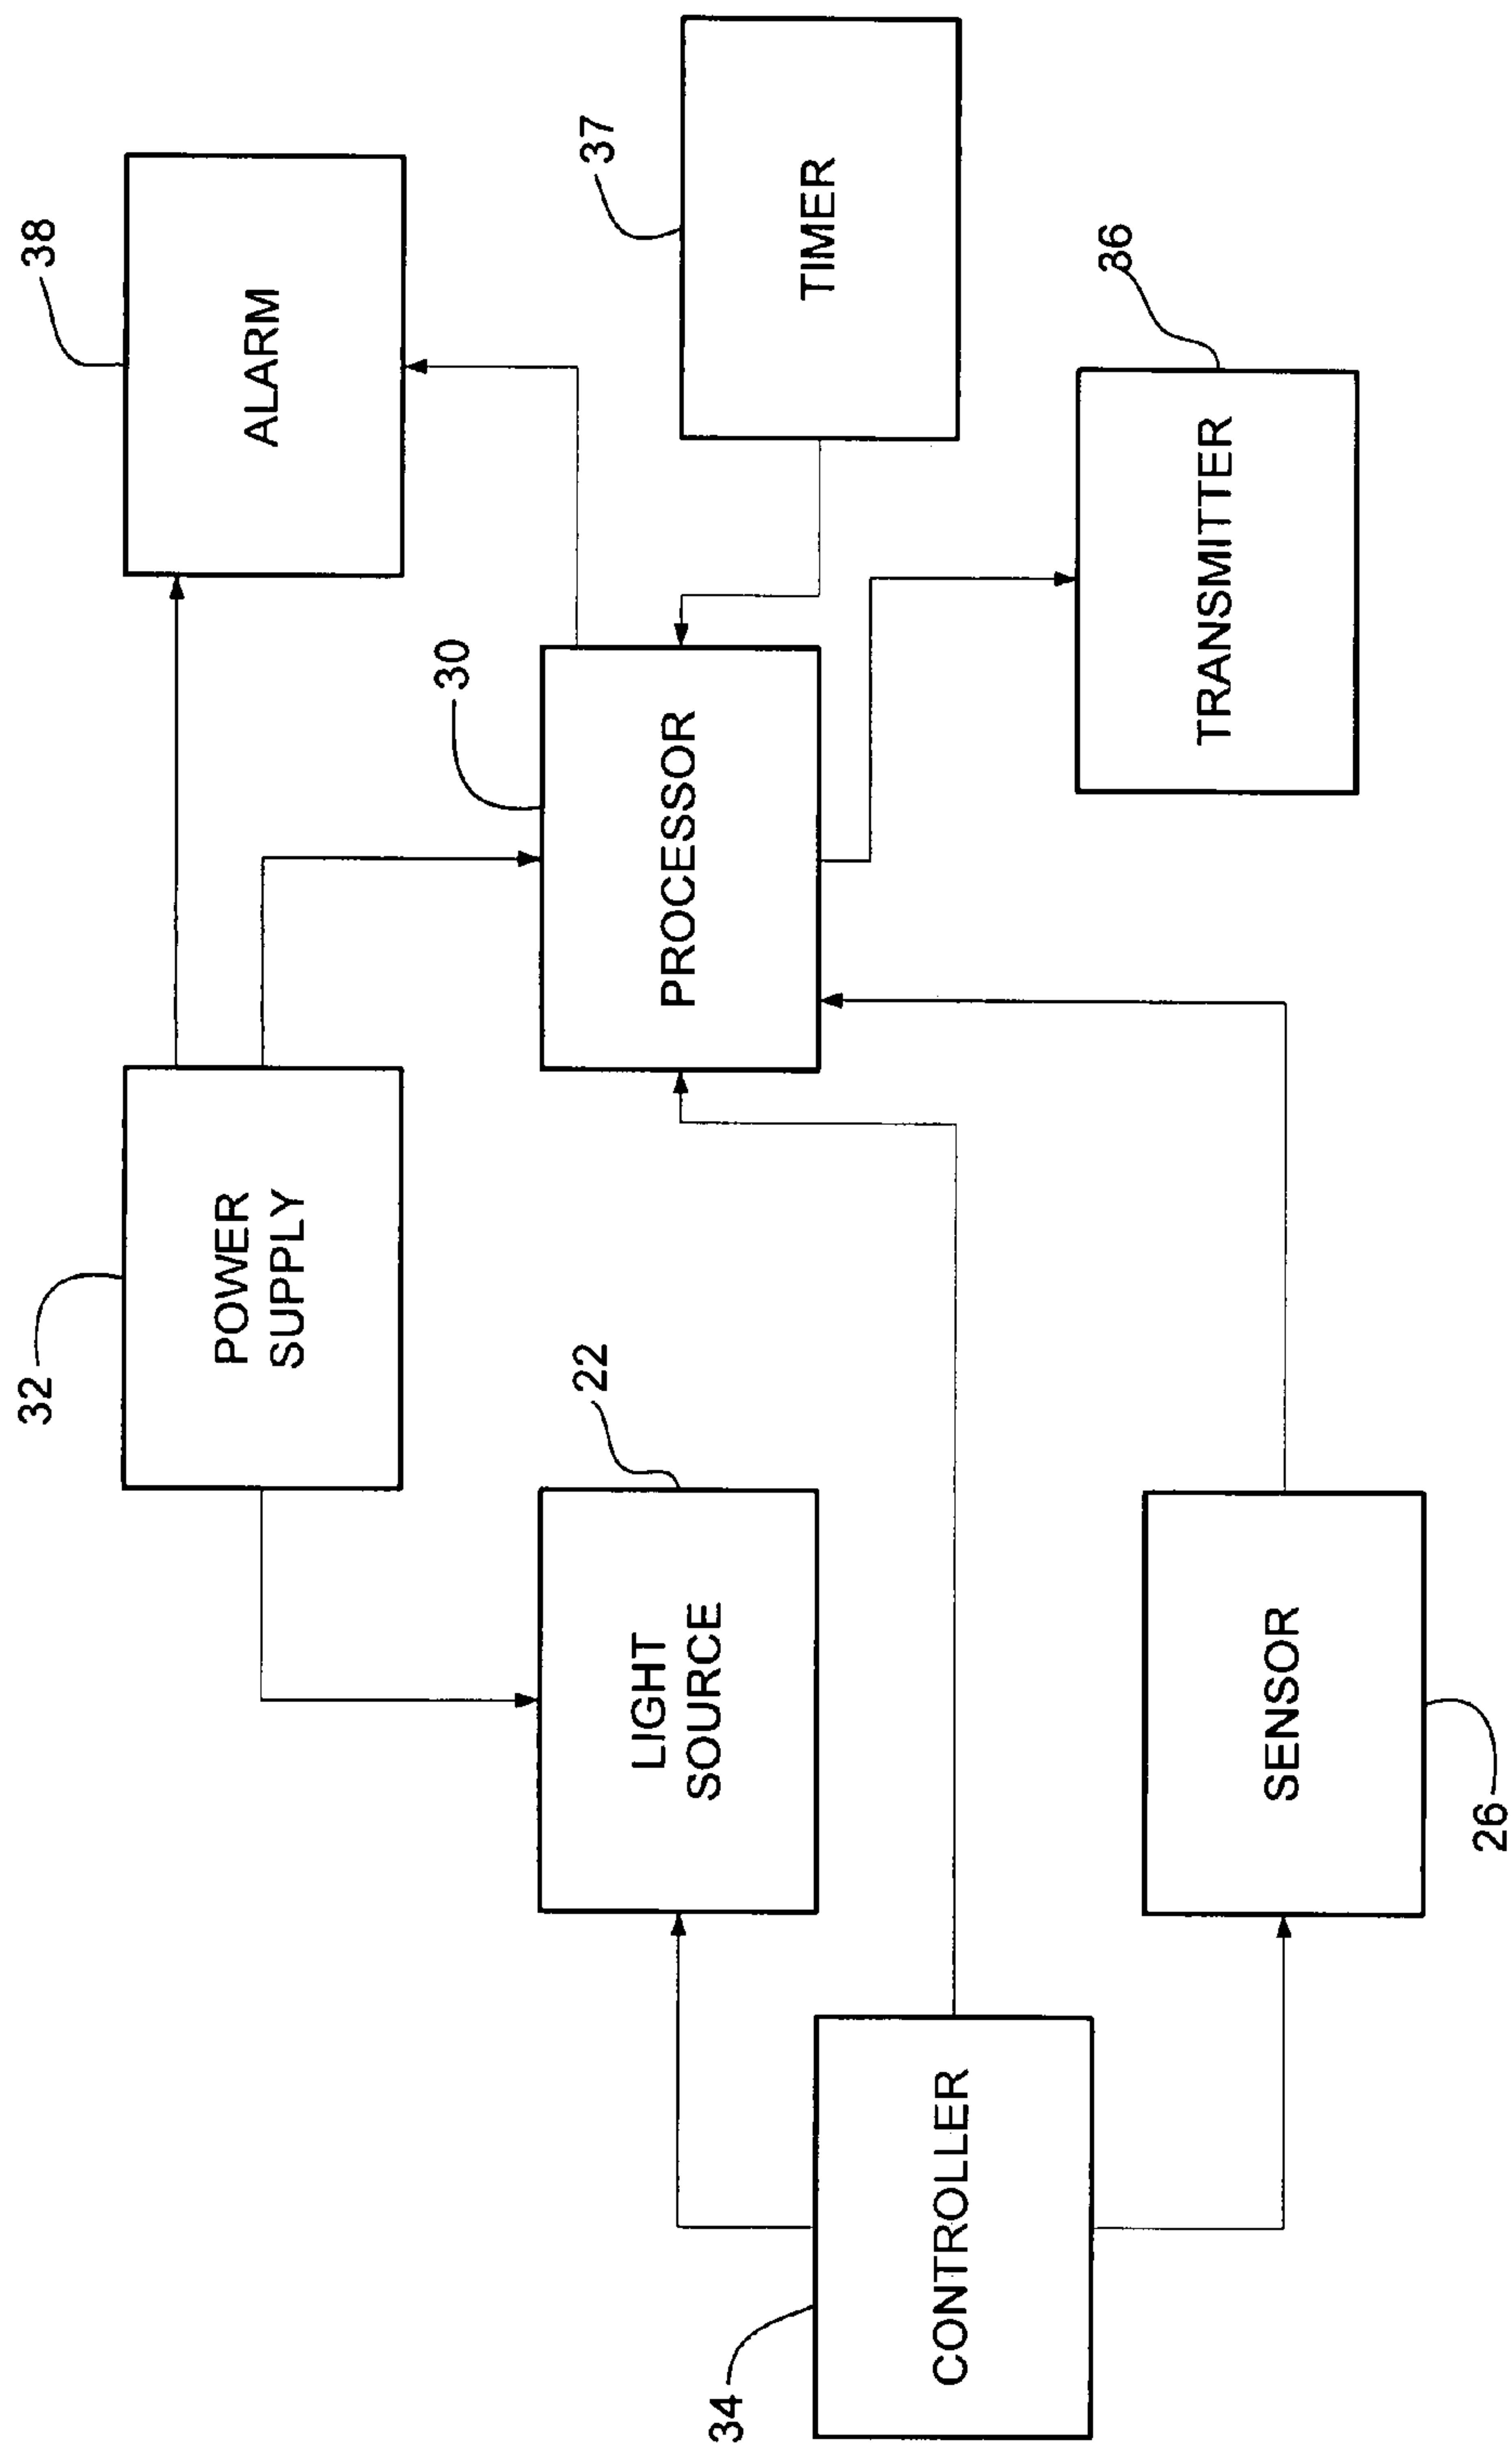 32
POWER
SUPPLY
38
ALARM
22
LIGHT
SOURCE
30
PROCESSOR
37
TIMER
34
CONTROLLER
26
SENSOR
36
TRANSMITTER